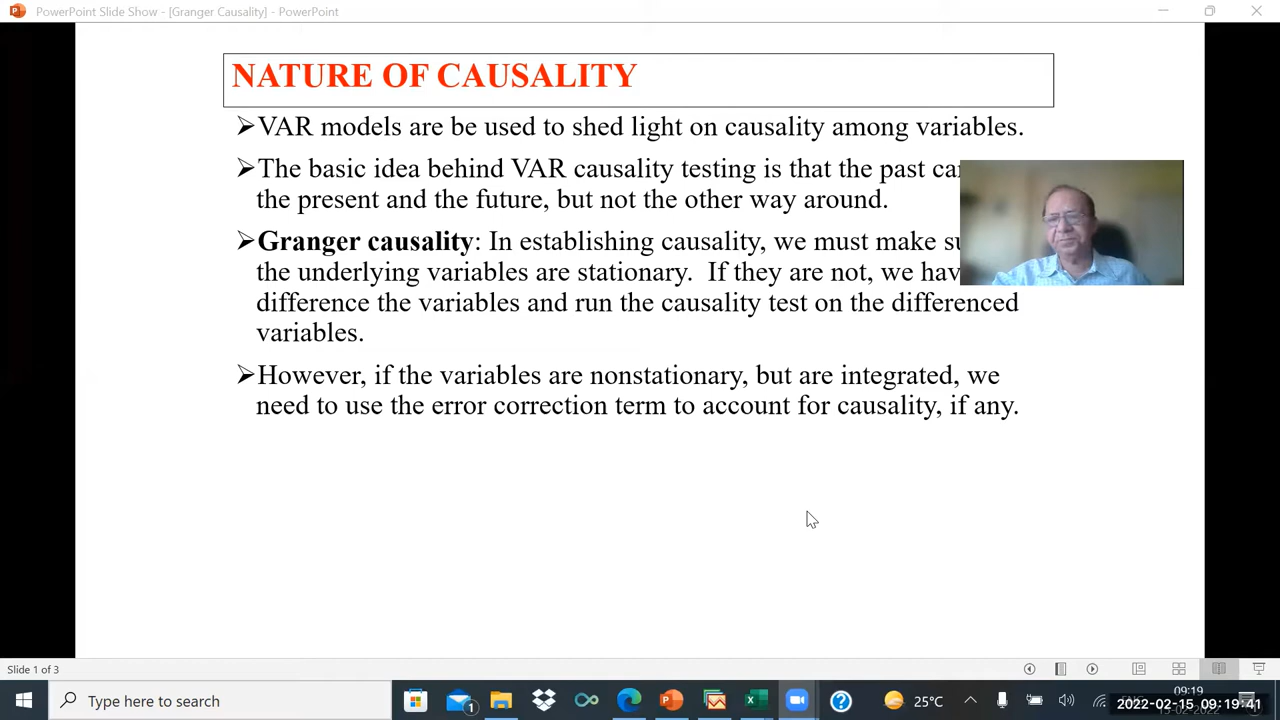 PowerPoint Slide Show - [Granger Causality] - PowerPoint
NATURE OF CAUSALITY
➢VAR models are be used to shed light on causality among variables.
➢The basic idea behind VAR causality testing is that the past can
the present and the future, but not the other way around.
➢Granger causality: In establishing causality, we must make
the underlying variables are stationary. If they are not, we have
difference the variables and run the causality test on the differenced
variables.
➢However, if the variables are nonstationary, but are integrated, we
need to use the error correction term to account for causality, if any.
Slide 1 of 3
Type here to search
1
25°C
09:19
2022-02-15 09:19:41